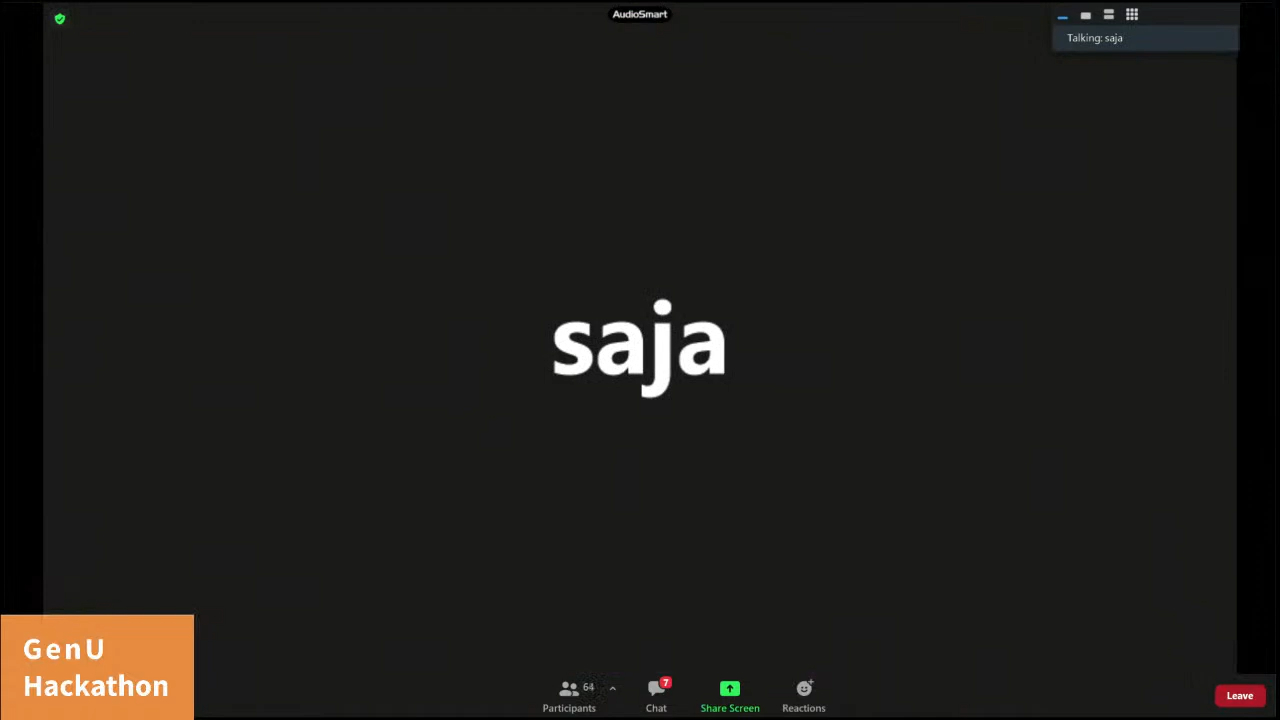 AudioSmart
Talking: saja
saja
GenU
Hackathon
64
Participants
7
Chat
Share Screen
Reactions
Leave